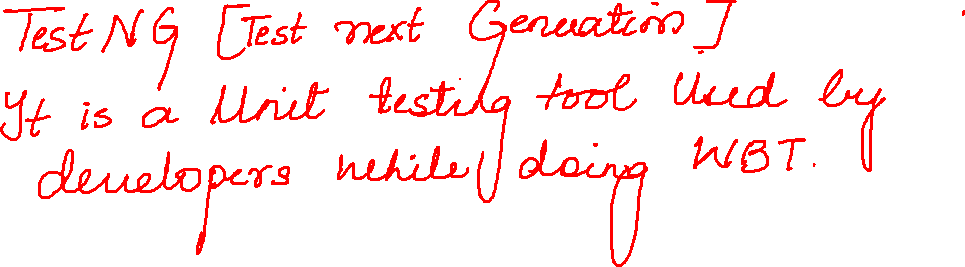 TestNG [Test next Generation]
It is a Unit testing tool Used by
developers while doing WBT.